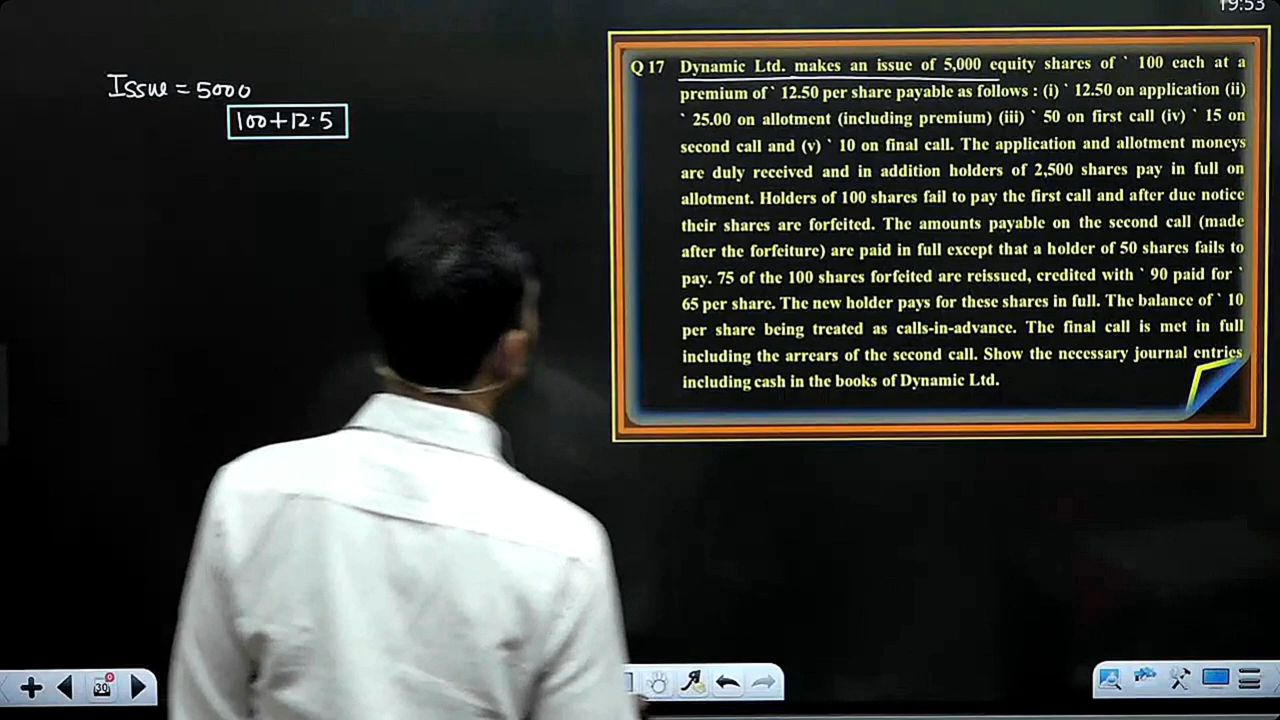 19:53
Issue = 5000
100+12.5
Q 17 Dynamic Ltd. makes an issue of 5,000 equity shares of ` 100 each at a
premium of ` 12.50 per share payable as follows : (i) ` 12.50 on application (ii)
` 25.00 on allotment (including premium) (iii) ` 50 on first call (iv) ` 15 on
second call and (v) ` 10 on final call. The application and allotment moneys
are duly received and in addition holders of 2,500 shares pay in full on
allotment. Holders of 100 shares fail to pay the first call and after due notice
their shares are forfeited. The amounts payable on the second call (made
after the forfeiture) are paid in full except that a holder of 50 shares fails to
pay. 75 of the 100 shares forfeited are reissued, credited with ` 90 paid for `
65 per share. The new holder pays for these shares in full. The balance of ` 10
per share being treated as calls-in-advance. The final call is met in full
including the arrears of the second call. Show the necessary journal entries
including cash in the books of Dynamic Ltd.
30